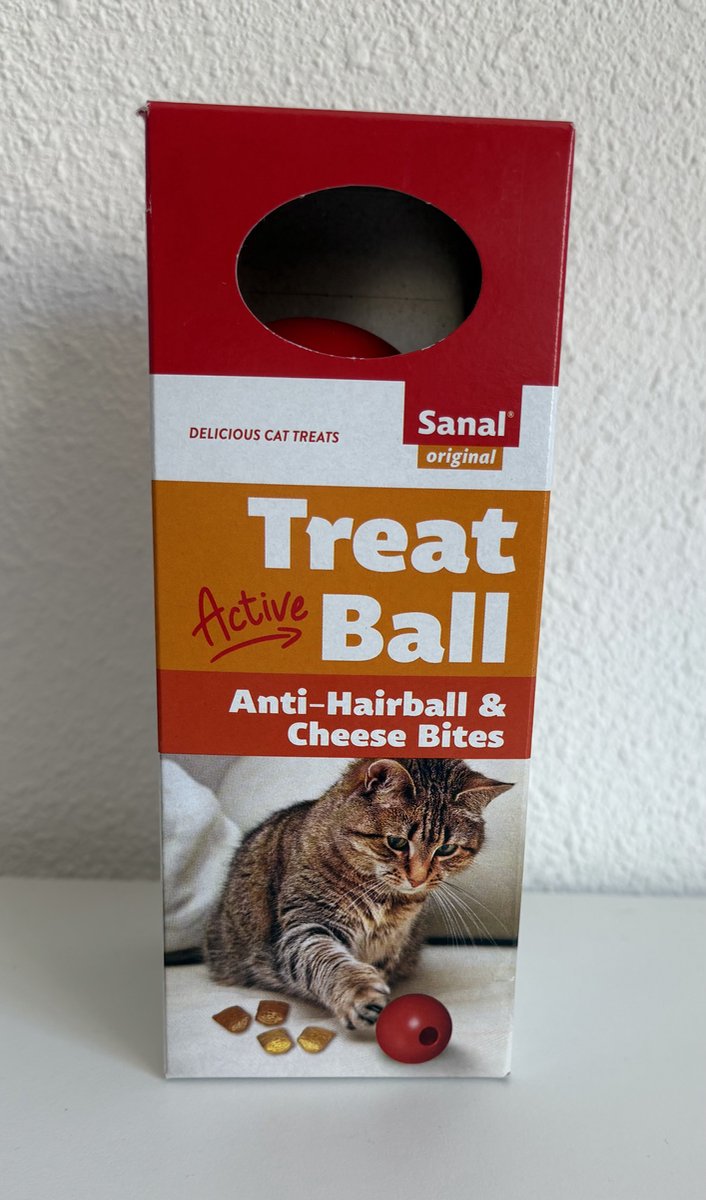 DELICIOUS CAT TREATS
Sanal®
original
Treat
Active Ball
Anti-Hairball &
Cheese Bites